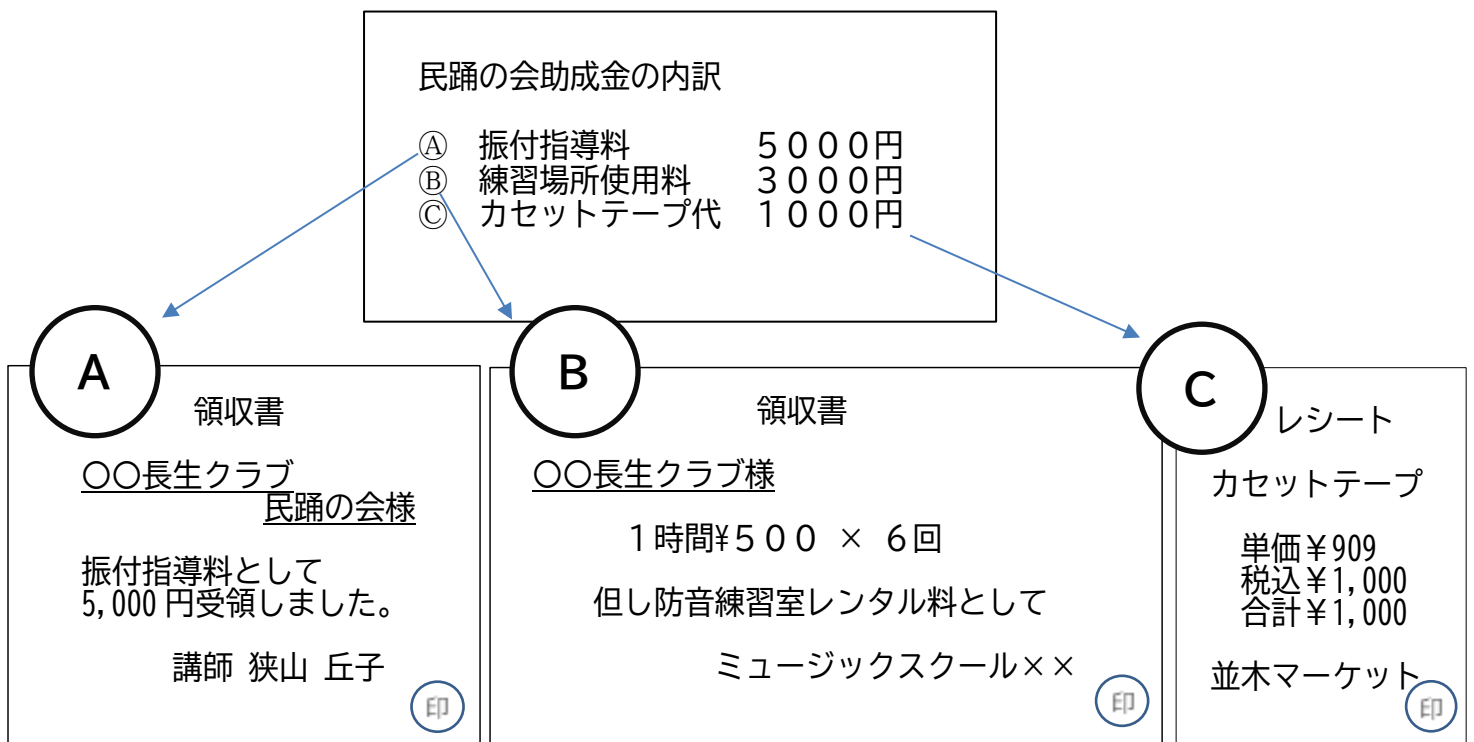 民踊の会助成金の内訳
Ⓐ 振付指導料 5000円
Ⓑ 練習場所使用料 3000円
Ⓒ カセットテープ代 1000円
A
領収書
〇〇長生クラブ
民踊の会様
振付指導料として
5,000円受領しました。
講師 狭山 丘子
印
B
領収書
〇〇長生クラブ様
1時間¥500 × 6回
但し防音練習室レンタル料として
ミュージックスクール××
印
C
レシート
カセットテープ
単価¥909
税込¥1,000
合計¥1,000
並木マーケット
印